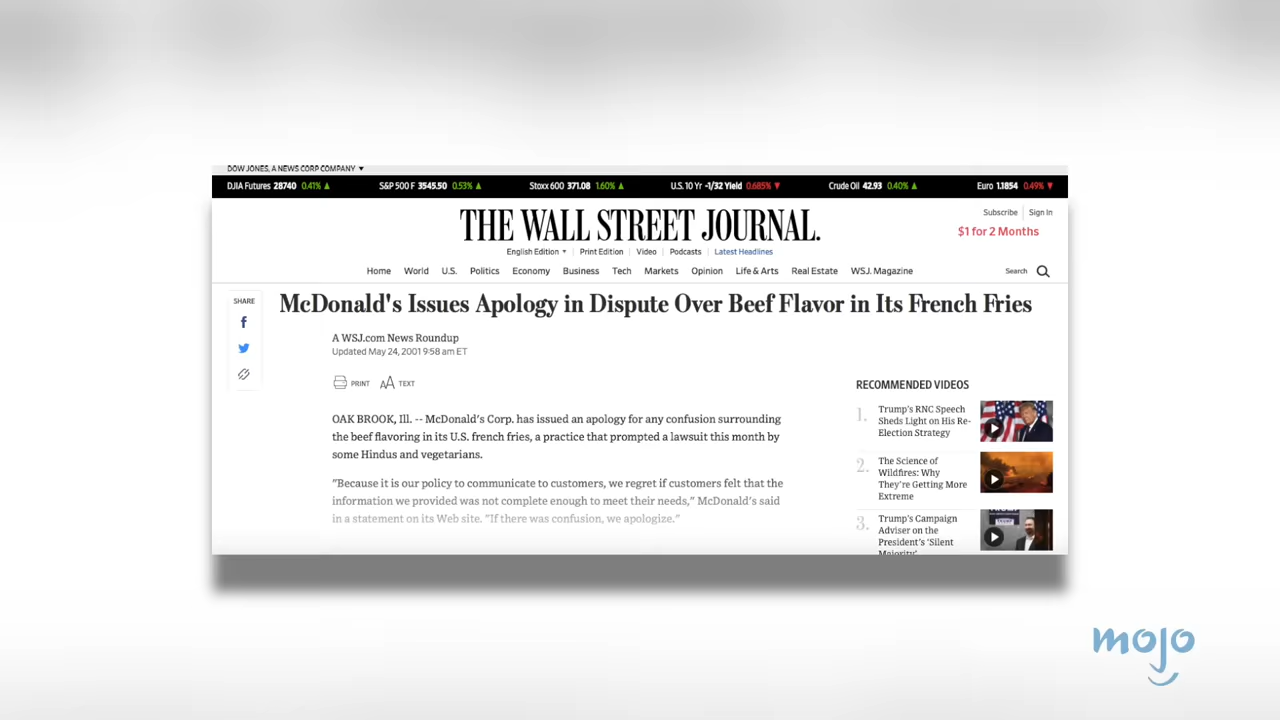 DOW JONES, A NEWS CORP COMPANY
DJIA Futures 28740 0.41% S&P 500 F 3545.50 0.53% Stoxx 600 371.08 1.60% U.S. 10 Yr -1/32 Yield 0.685% Crude Oil 42.93 0.40% Euro 1.1854 0.49%
THE WALL STREET JOURNAL.
Subscribe Sign In
$1 for 2 Months
English Edition Print Edition Video Podcasts Latest Headlines
Home World U.S. Politics Economy Business Tech Markets Opinion Life & Arts Real Estate WSJ. Magazine Search
SHARE
McDonald's Issues Apology in Dispute Over Beef Flavor in Its French Fries
A WSJ.com News Roundup
Updated May 24, 2001 9:58 am ET
PRINT AA TEXT
OAK BROOK, Ill. -- McDonald's Corp. has issued an apology for any confusion surrounding
the beef flavoring in its U.S. french fries, a practice that prompted a lawsuit this month by
some Hindus and vegetarians.
"Because it is our policy to communicate to customers, we regret if customers felt that the
information we provided was not complete enough to meet their needs," McDonald's said
in a statement on its Web site. "If there was confusion, we apologize."
RECOMMENDED VIDEOS
1. Trump's RNC Speech
Sheds Light on His Re-
Election Strategy
2. The Science of
Wildfires: Why
They're Getting More
Extreme
3. Trump's Campaign
Adviser on the
President's 'Silent
Majority'
TRUMP
mojo